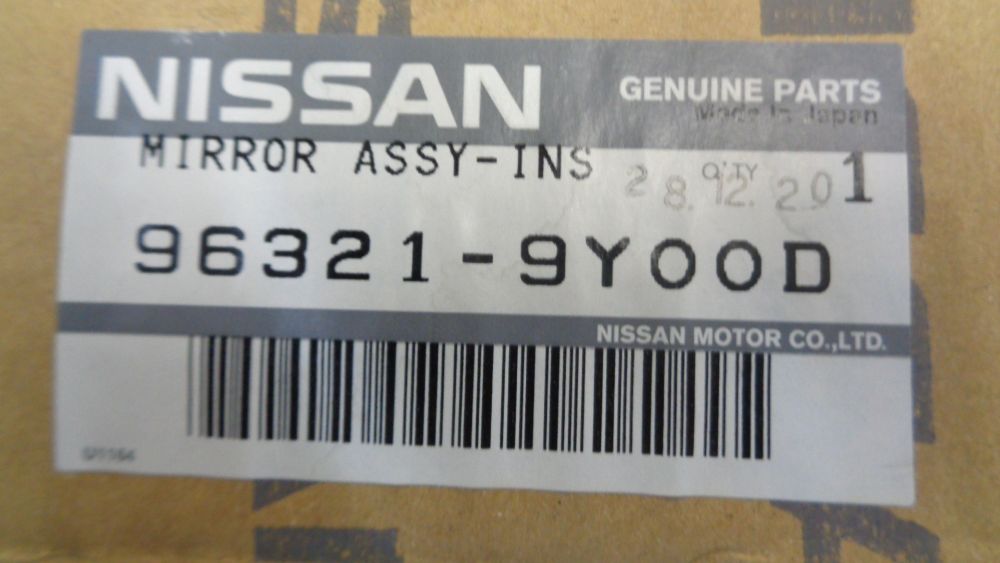 NISSAN
GENUINE PARTS
Made in Japan
MIRROR ASSY-INS
Q'TY 1
28.12.20
96321-9Y00D
NISSAN MOTOR CO.,LTD.